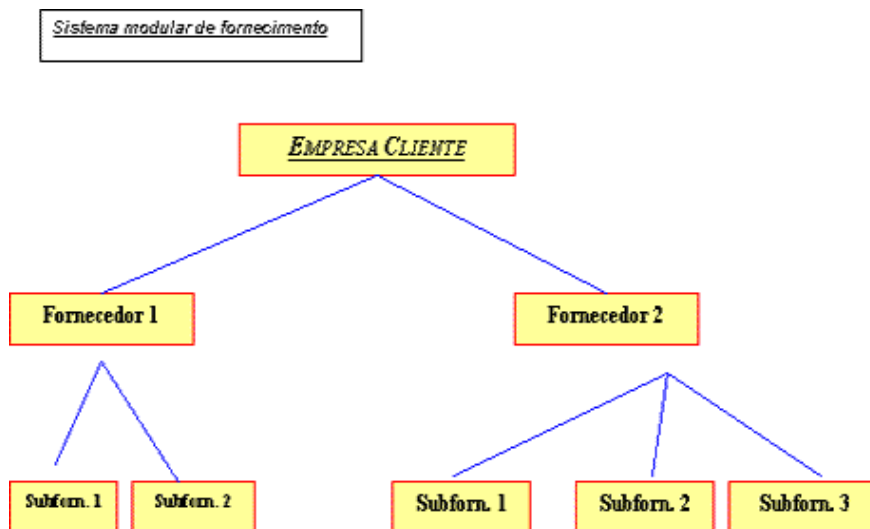 Sistema modular de fornecimento
EMPRESA CLIENTE
Fornecedor 1
Fornecedor 2
Subforn. 1
Subforn. 2
Subforn. 1
Subforn. 2
Subforn. 3